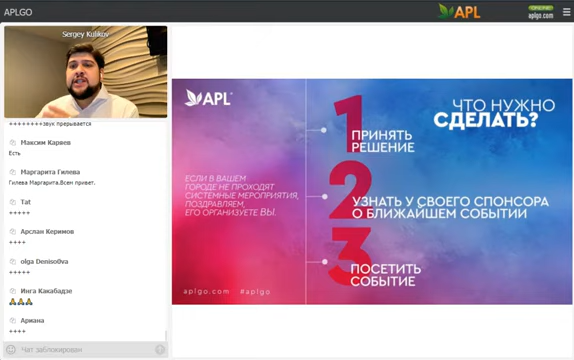 APLGO
APL
ONLINE
aplgo.com
Sergey Kulikov
++++++++звук прерывается
Максим Карвев
Есть
Маргарита Гилева
Гилева Маргарита.Всен привет.
Tat
+++++
Арслан Керимов
++++
olga Deniso0va
+++++
Инга Какабадзе
🙏🙏🙏
Ариана
++++
Чат заблокирован
APL
ЧТО НУЖНО
СДЕЛАТЬ?
1
ПРИНЯТЬ
РЕШЕНИЕ
2
УЗНАТЬ У СВОЕГО СПОНСОРА
О БЛИЖАЙШЕМ СОБЫТИИ
3
ПОСЕТИТЬ
СОБЫТИЕ
ЕСЛИ В ВАШЕМ
ГОРОДЕ НЕ ПРОХОДЯТ
СИСТЕМНЫЕ МЕРОПРИЯТИЯ,
ПОЗДРАВЛЯЕМ,
ЕГО ОРГАНИЗУЕТЕ ВЫ.
aplgo.com #aplgo